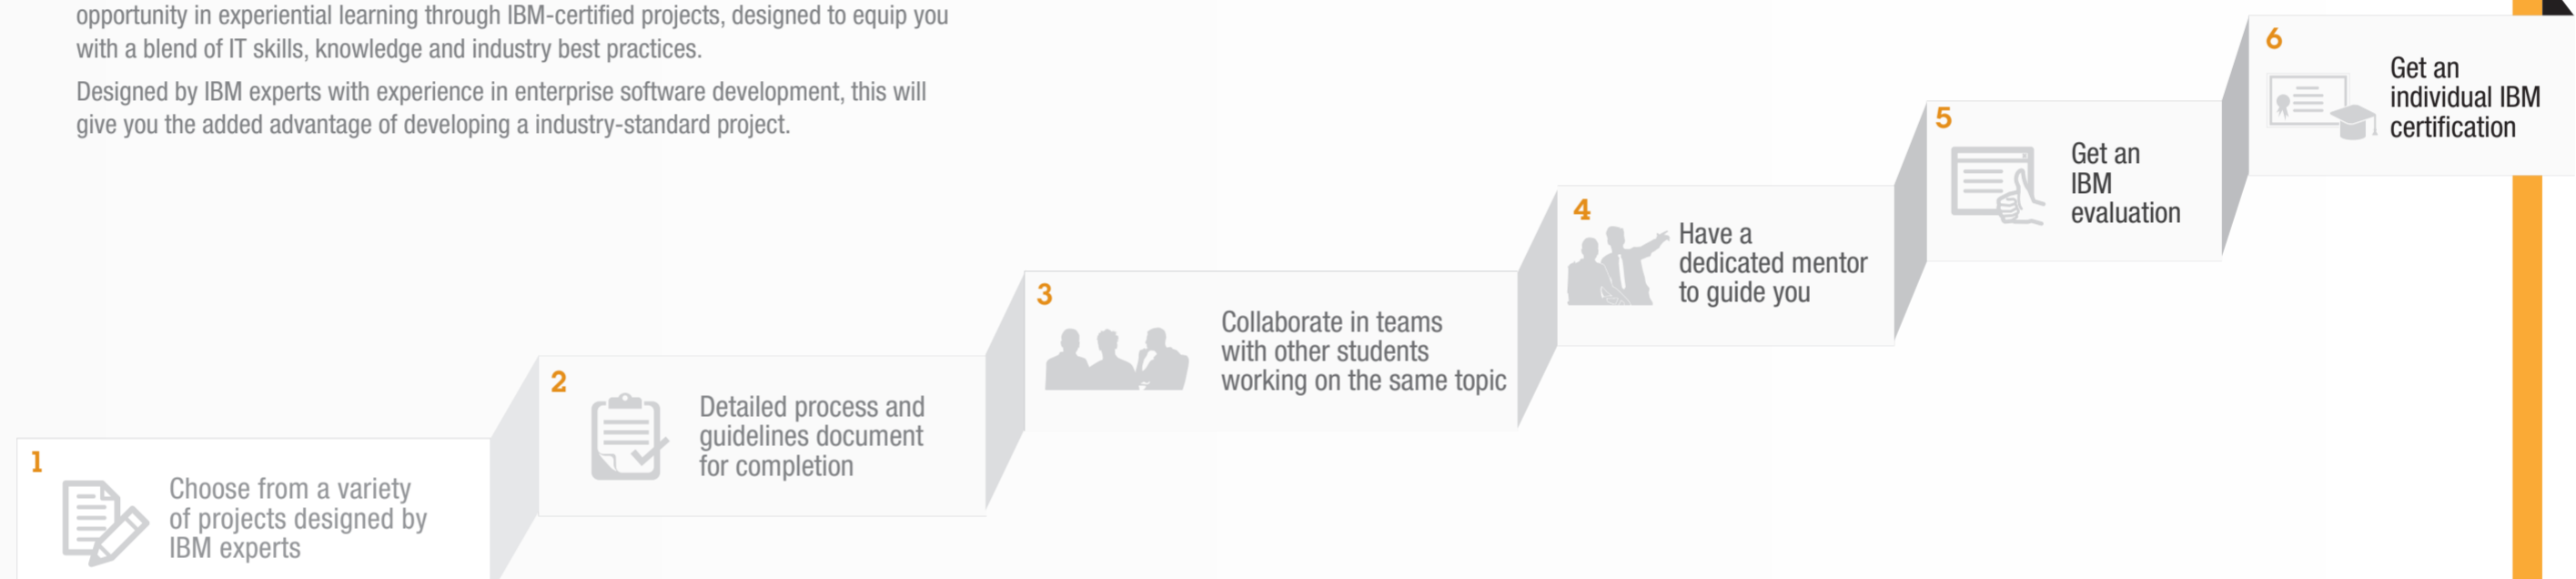 opportunity in experiential learning through IBM-certified projects, designed to equip you
with a blend of IT skills, knowledge and industry best practices.
Designed by IBM experts with experience in enterprise software development, this will
give you the added advantage of developing a industry-standard project.
1
Choose from a variety
of projects designed by
IBM experts
2
Detailed process and
guidelines document
for completion
3
Collaborate in teams
with other students
working on the same topic
4
Have a
dedicated mentor
to guide you
5
Get an
IBM
evaluation
6
Get an
individual IBM
certification